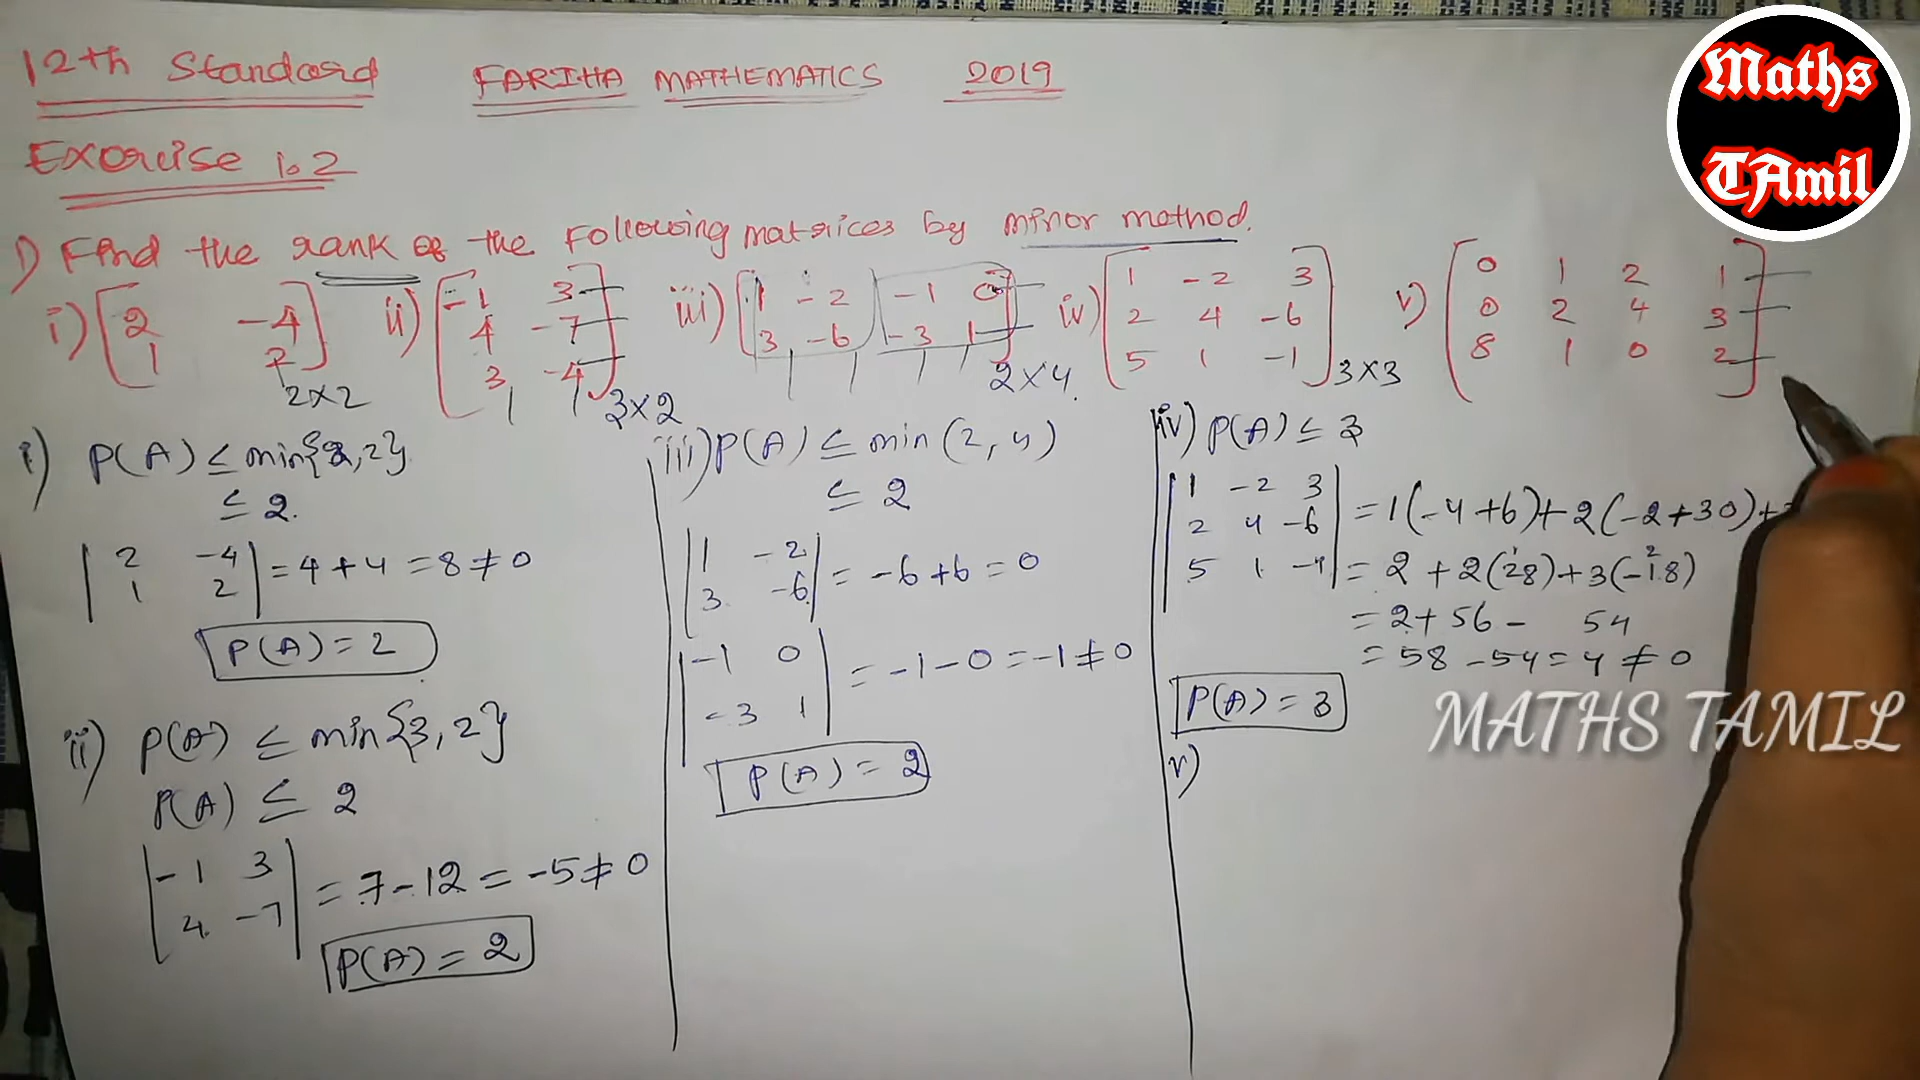 12th Standard FARIHA MATHEMATICS 2019
Maths TAmil
Exercise 1.2
1) Find the rank of the following matrices by minor method.
i) [2 -4
1 2] 2×2
ii) [-1 3
4 -7
3 -4] 3×2
iii) [1 -2 -1 0
3 -6 -3 1] 2×4
iv) [1 -2 3
2 4 -6
5 1 -1] 3×3
v) [0 1 2 1
0 2 4 3
8 1 0 2]
i) P(A) ≤ min{2,2}
≤ 2.
|2 -4
1 2| = 4+4 = 8 ≠ 0
P(A) = 2
ii) P(A) ≤ min{3,2}
P(A) ≤ 2
|-1 3
4 -7| = 7-12 = -5 ≠ 0
P(A) = 2
iii) P(A) ≤ min(2,4)
≤ 2
|1 -2
3 -6| = -6+6 = 0
|-1 0
-3 1| = -1-0 = -1 ≠ 0
P(A) = 2
iv) P(A) ≤ 3
|1 -2 3
2 4 -6
5 1 -1| = 1(-4+6)+2(-2+30)+
= 2 + 2(28)+3(-18)
= 2+56- 54
= 58-54 = 4 ≠ 0
P(A) = 3
v)
MATHS TAMIL